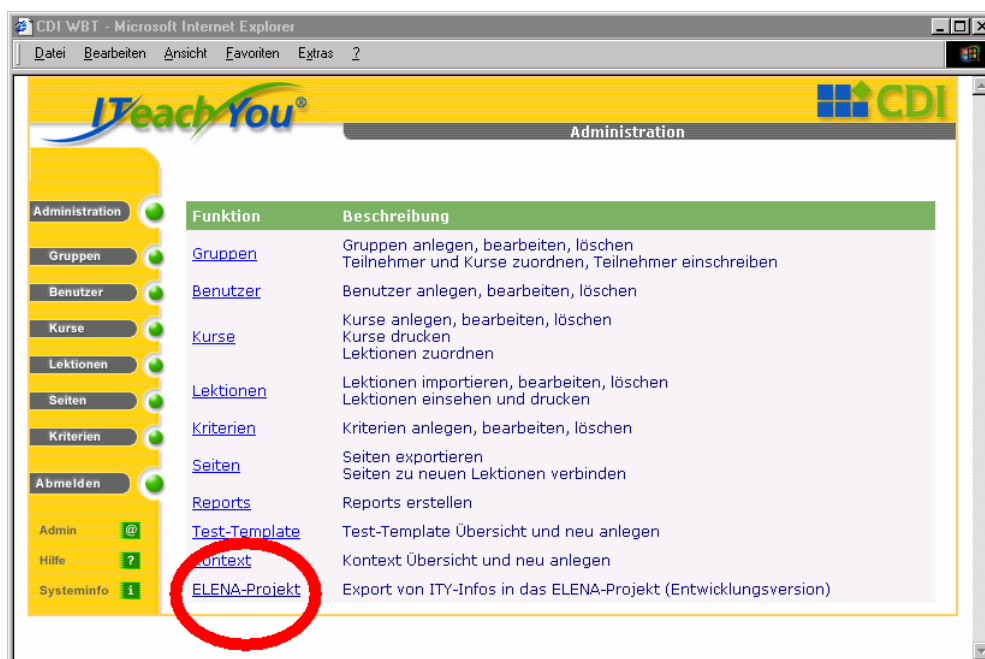 CDI WBT - Microsoft Internet Explorer
Datei Bearbeiten Ansicht Favoriten Extras ?
ITeach You®
CDI
Administration
Administration
Gruppen
Benutzer
Kurse
Lektionen
Seiten
Kriterien
Abmelden
Admin @
Hilfe ?
Systeminfo i
Funktion Beschreibung
Gruppen Gruppen anlegen, bearbeiten, löschen
Teilnehmer und Kurse zuordnen, Teilnehmer einschreiben
Benutzer Benutzer anlegen, bearbeiten, löschen
Kurse Kurse anlegen, bearbeiten, löschen
Kurse drucken
Lektionen zuordnen
Lektionen Lektionen importieren, bearbeiten, löschen
Lektionen einsehen und drucken
Kriterien Kriterien anlegen, bearbeiten, löschen
Seiten Seiten exportieren
Seiten zu neuen Lektionen verbinden
Reports Reports erstellen
Test-Template Test-Template Übersicht und neu anlegen
Kontext Kontext Übersicht und neu anlegen
ELENA-Projekt Export von ITY-Infos in das ELENA-Projekt (Entwicklungsversion)